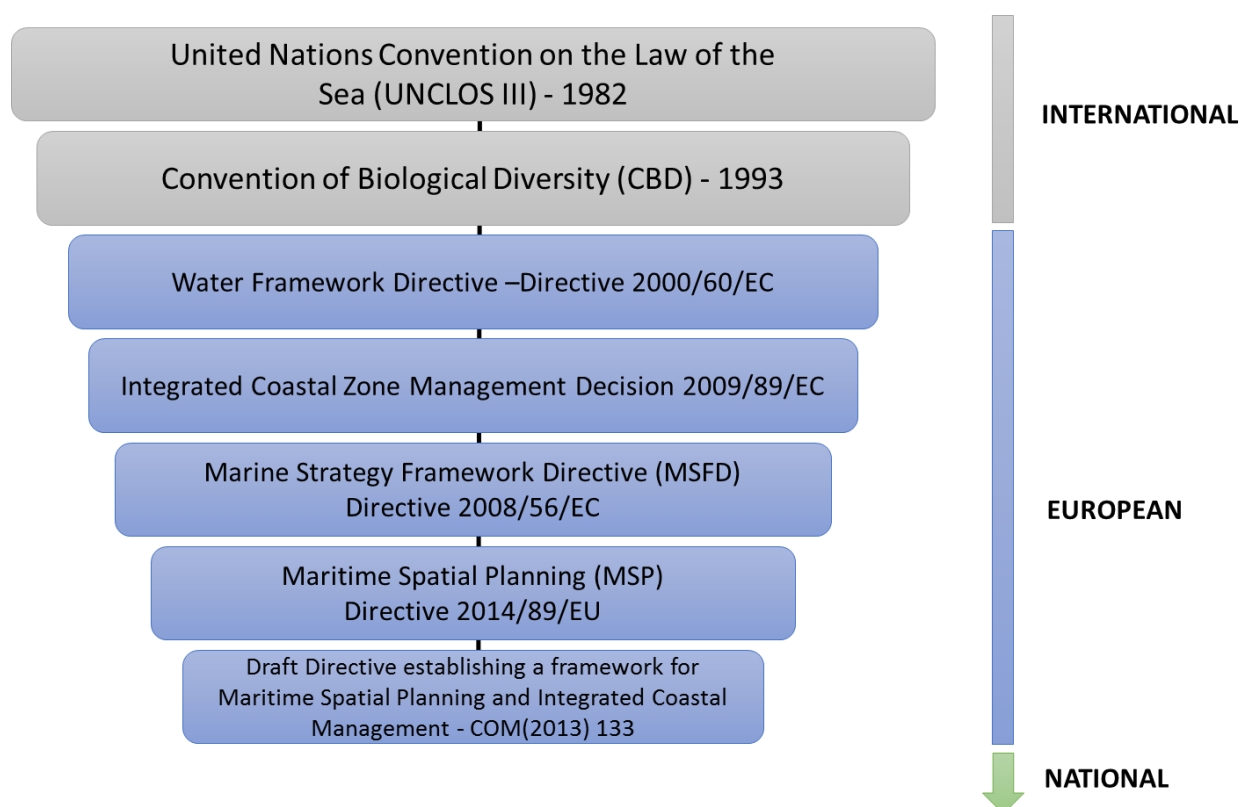 United Nations Convention on the Law of the
Sea (UNCLOS III) - 1982
INTERNATIONAL
Convention of Biological Diversity (CBD) - 1993
Water Framework Directive –Directive 2000/60/EC
Integrated Coastal Zone Management Decision 2009/89/EC
Marine Strategy Framework Directive (MSFD)
Directive 2008/56/EC
EUROPEAN
Maritime Spatial Planning (MSP)
Directive 2014/89/EU
Draft Directive establishing a framework for
Maritime Spatial Planning and Integrated Coastal
Management - COM(2013) 133
NATIONAL